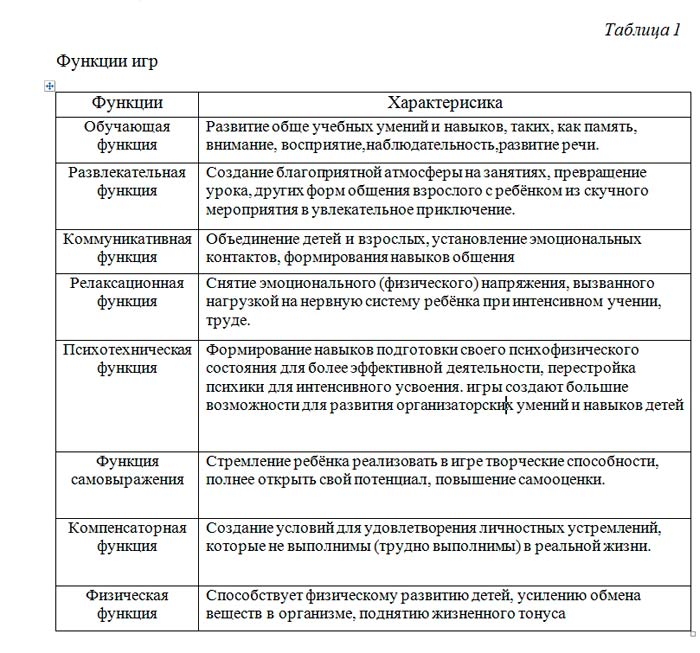 Таблица 1
Функции игр
Функции Характерисика
Обучающая функция
Развитие обще учебных умений и навыков, таких, как память,
внимание, восприятие,наблюдательность,развитие речи.
Развлекательная функция
Создание благоприятной атмосферы на занятиях, превращение
урока, других форм общения взрослого с ребёнком из скучного
мероприятия в увлекательное приключение.
Коммуникативная функция
Объединение детей и взрослых, установление эмоциональных
контактов, формирования навыков общения
Релаксационная функция
Снятие эмоционального (физического) напряжения, вызванного
нагрузкой на нервную систему ребёнка при интенсивном учении,
труде.
Психотехническая функция
Формирование навыков подготовки своего психофизического
состояния для более эффективной деятельности, перестройка
психики для интенсивного усвоения. игры создают большие
возможности для развития организаторских умений и навыков детей
Функция самовыражения
Стремление ребёнка реализовать в игре творческие способности,
полнее открыть свой потенциал, повышение самооценки.
Компенсаторная функция
Создание условий для удовлетворения личностных устремлений,
которые не выполнимы (трудно выполнимы) в реальной жизни.
Физическая функция
Способствует физическому развитию детей, усилению обмена
веществ в организме, поднятию жизненного тонуса